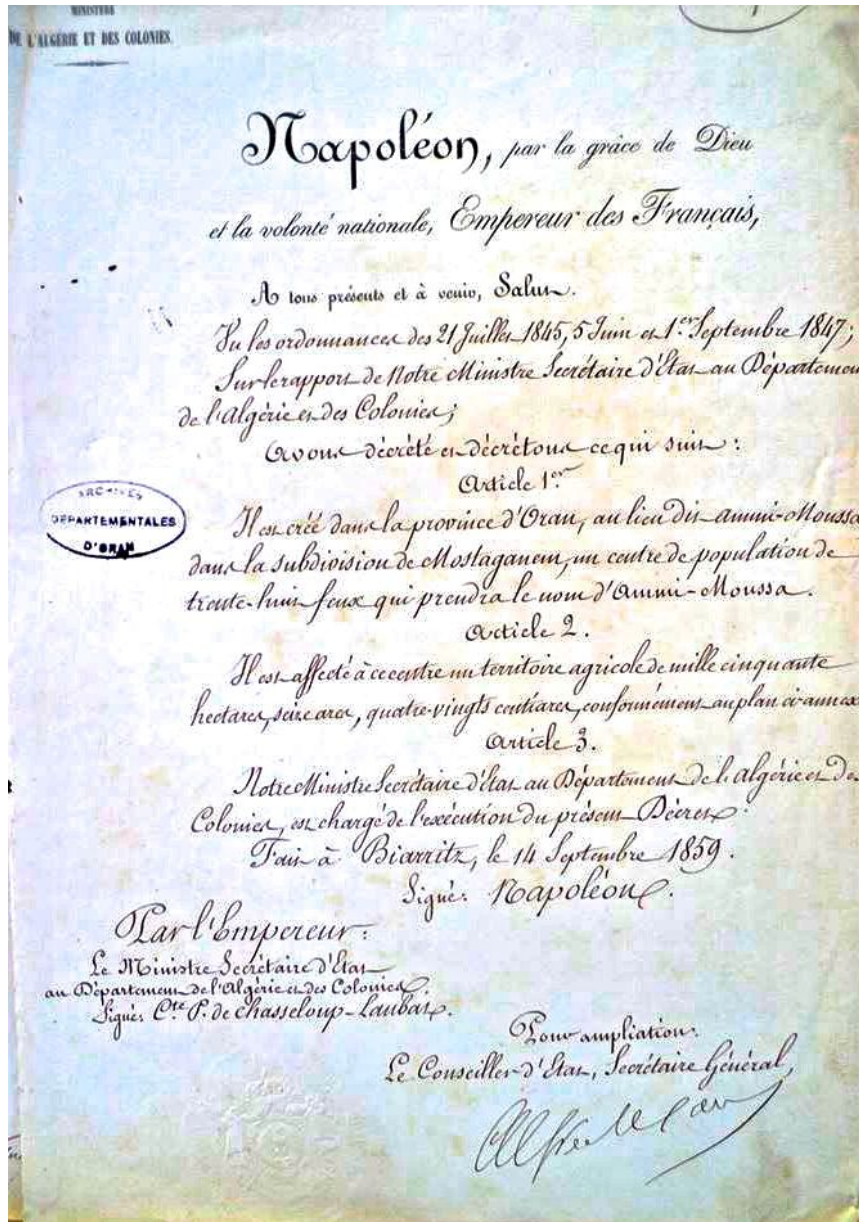 MINISTERE
DE L'ALGÉRIE ET DES COLONIES.
Napoléon, par la grâce de Dieu
et la volonté nationale, Empereur des Français,
A tous présents et à venir, Salut.
Vu les ordonnances des 21 Juillet 1845, 5 Juin et 1er Septembre 1847;
Sur le rapport de Notre Ministre Secrétaire d'Etat au Département
de l'Algérie et des Colonies;
Avons décrété et décrétons ce qui suit:
Article 1er
Il est créé dans la province d'Oran, au lieu dit Ammi-Moussa
dans la subdivision de Mostaganem, un centre de population de
trente-huit feux qui prendra le nom d'Ammi-Moussa.
Article 2.
Il est affecté à ce centre un territoire agricole de mille cinquante
hectares, seize ares, quatre-vingts centiares, conformément au plan ci-annexé
Article 3.
Notre Ministre Secrétaire d'Etat au Département de l'Algérie et des
Colonies, est chargé de l'exécution du présent Décret.
Fait à Biarritz, le 14 Septembre 1859.
Signé: Napoléon.
Par l'Empereur:
Le Ministre Secrétaire d'Etat
au Département de l'Algérie et des Colonies.
Signé: Cte P. de Chasseloup-Laubat.
Pour ampliation:
Le Conseiller d'Etat, Secrétaire Général,
ARCHIVES
DÉPARTEMENTALES
D'ORAN